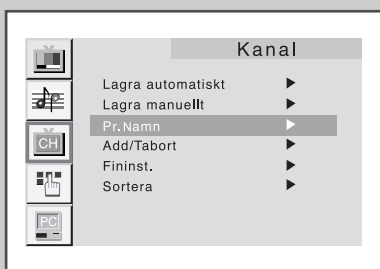 Kanal
Lagra automatiskt ▶
Lagra manuellt ▶
Pr.Namn ▶
CH
Add/Tabort ▶
Fininst. ▶
Sortera ▶
PC